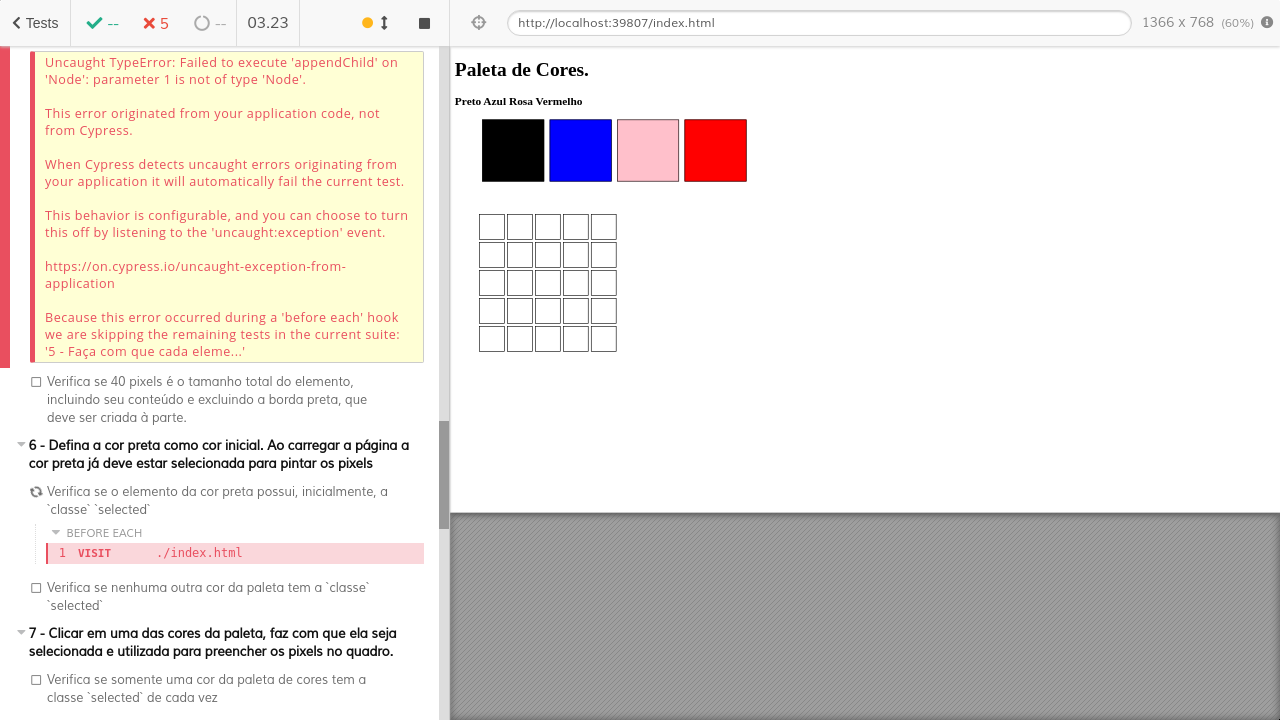 Tests
--
5
--
03.23
http://localhost:39807/index.html
1366 x 768 (60%)
Uncaught TypeError: Failed to execute 'appendChild' on
'Node': parameter 1 is not of type 'Node'.
This error originated from your application code, not
from Cypress.
When Cypress detects uncaught errors originating from
your application it will automatically fail the current test.
This behavior is configurable, and you can choose to turn
this off by listening to the 'uncaught:exception' event.
https://on.cypress.io/uncaught-exception-from-
application
Because this error occurred during a 'before each' hook
we are skipping the remaining tests in the current suite:
'5 - Faça com que cada eleme...'
Verifica se 40 pixels é o tamanho total do elemento,
incluindo seu conteúdo e excluindo a borda preta, que
deve ser criada à parte.
6 - Defina a cor preta como cor inicial. Ao carregar a página a
cor preta já deve estar selecionada para pintar os pixels
Verifica se o elemento da cor preta possui, inicialmente, a
`classe` `selected`
BEFORE EACH
1 VISIT ./index.html
Verifica se nenhuma outra cor da paleta tem a `classe`
`selected`
7 - Clicar em uma das cores da paleta, faz com que ela seja
selecionada e utilizada para preencher os pixels no quadro.
Verifica se somente uma cor da paleta de cores tem a
classe `selected` de cada vez
Paleta de Cores.
Preto Azul Rosa Vermelho